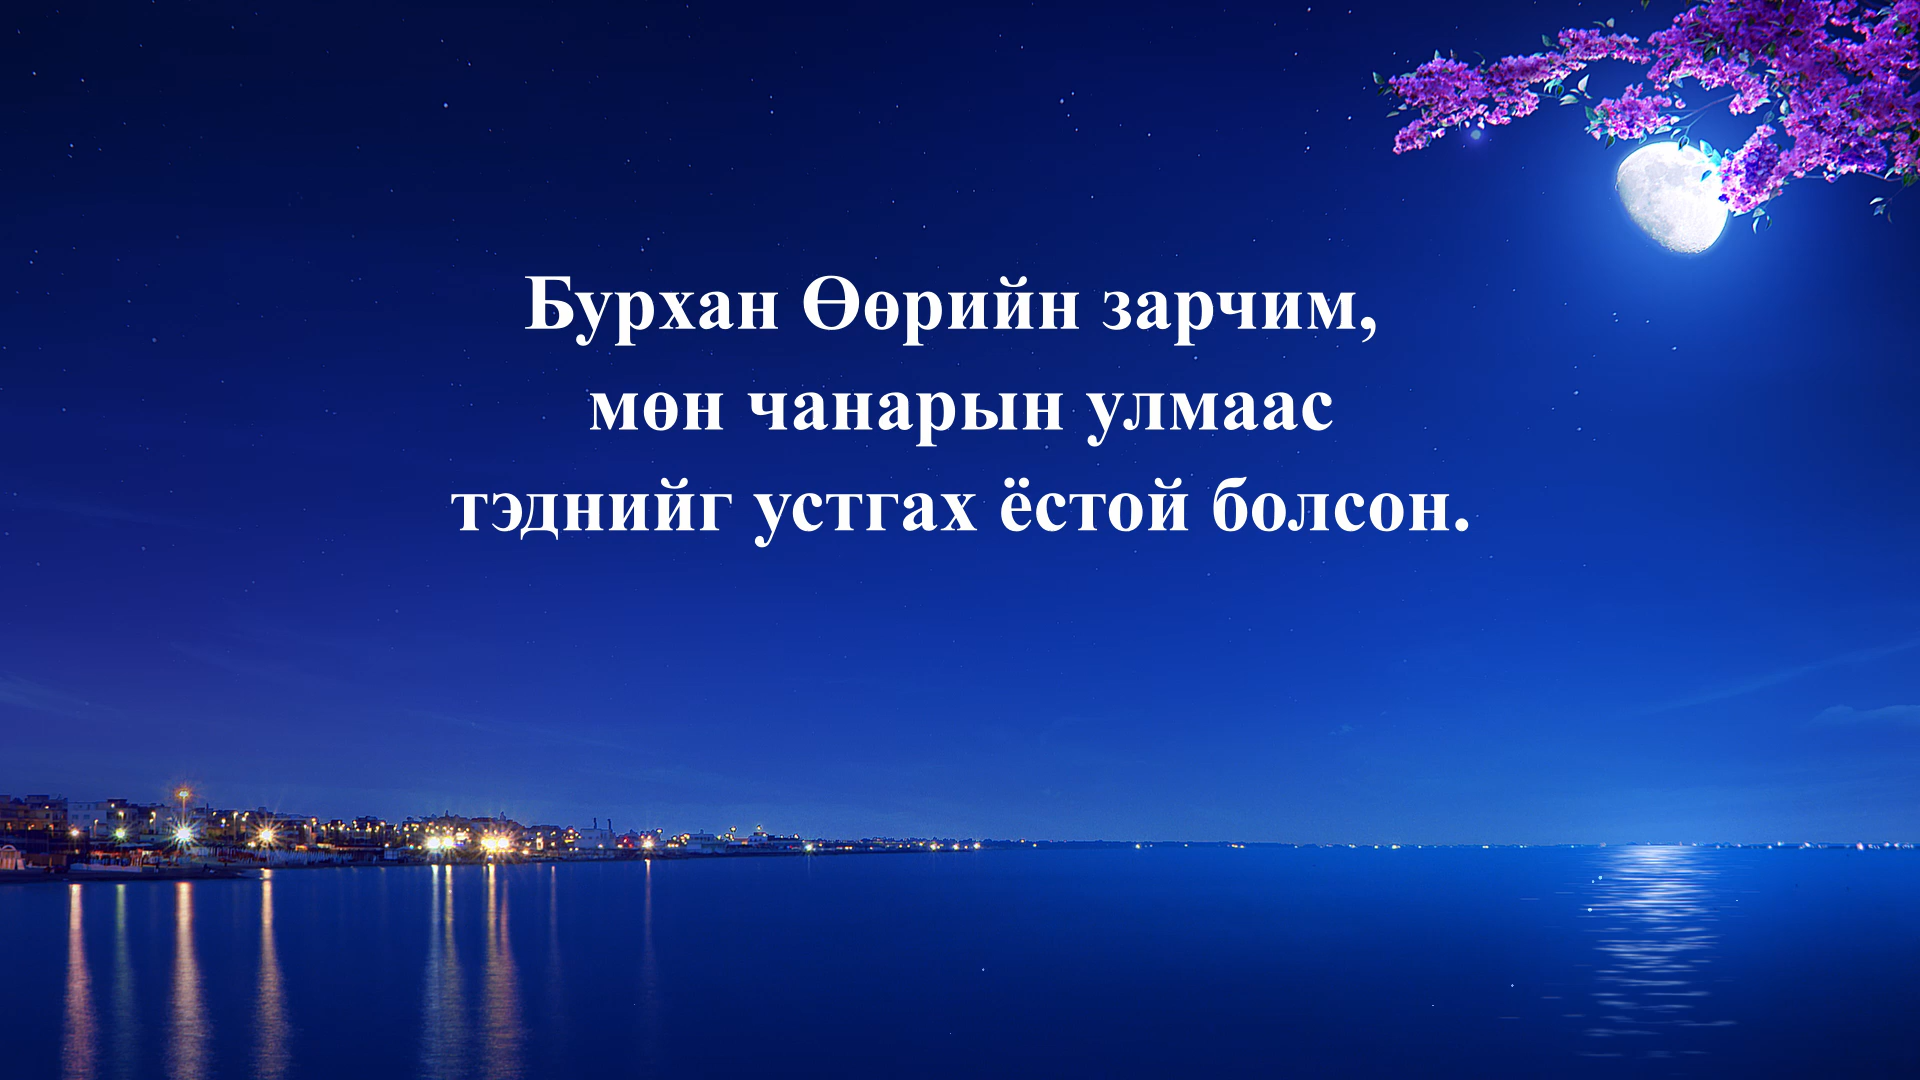 Бурхан Өөрийн зарчим,
мөн чанарын улмаас
тэднийг устгах ёстой болсон.